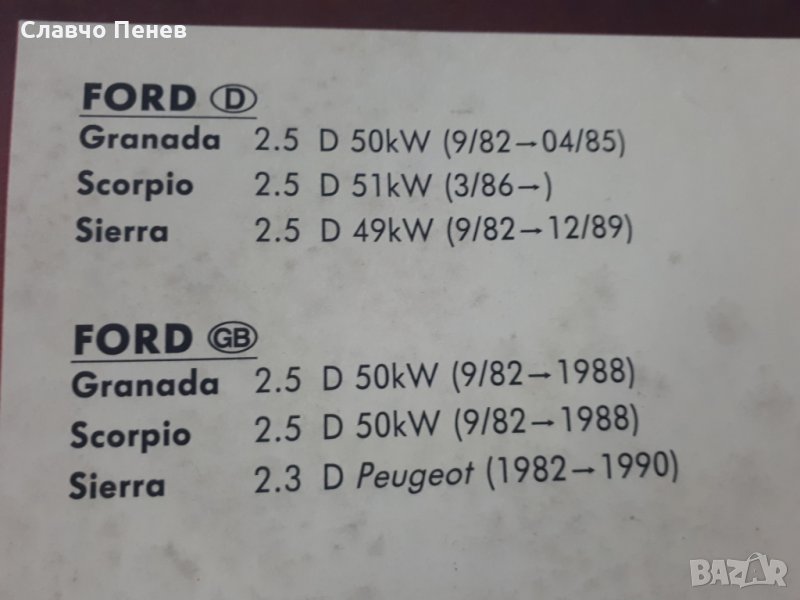 Славчо Пенев
FORD D
Granada 2.5 D 50kW (9/82→04/85)
Scorpio 2.5 D 51kW (3/86→)
Sierra 2.5 D 49kW (9/82→12/89)
FORD GB
Granada 2.5 D 50kW (9/82→1988)
Scorpio 2.5 D 50kW (9/82→1988)
Sierra 2.3 D Peugeot (1982→1990)
BAZAR